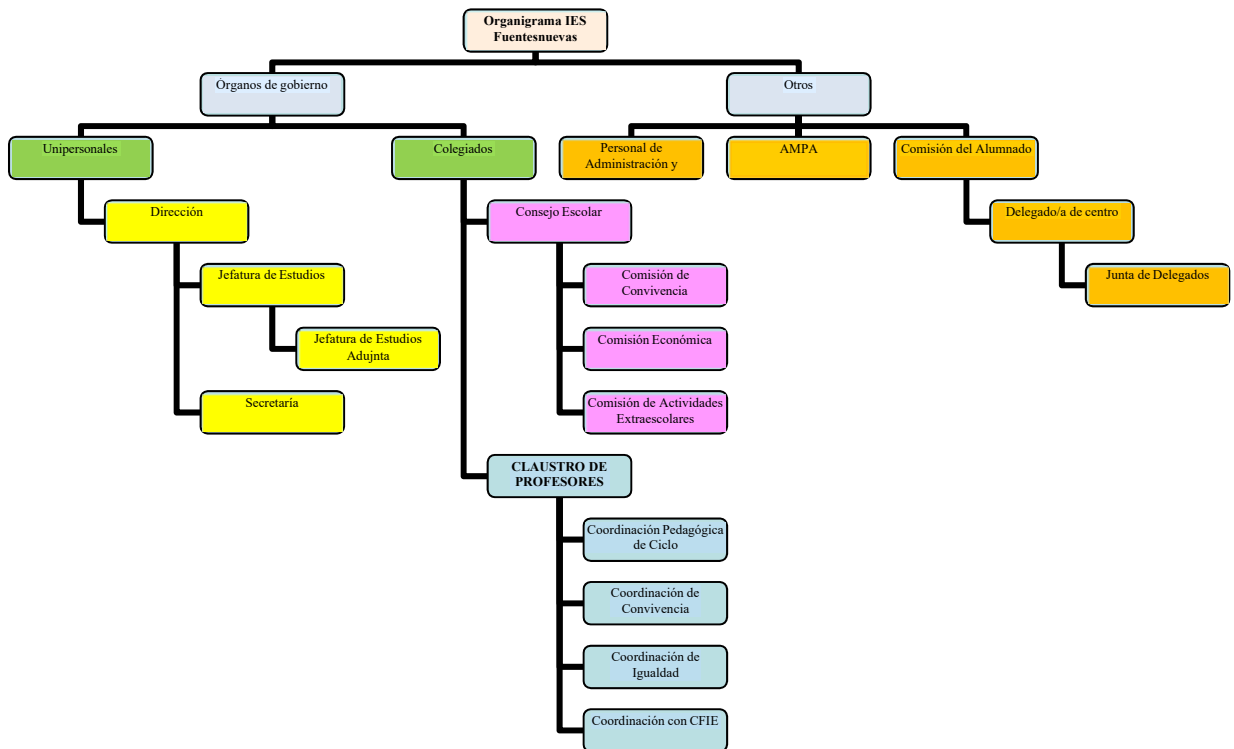 Organigrama IES
Fuentesnuevas
Órganos de gobierno
Otros
Unipersonales
Colegiados
Personal de
Administración y
AMPA
Comisión del Alumnado
Dirección
Consejo Escolar
Delegado/a de centro
Jefatura de Estudios
Comisión de
Convivencia
Junta de Delegados
Jefatura de Estudios
Adujnta
Comisión Económica
Secretaría
Comisión de Actividades
Extraescolares
CLAUSTRO DE
PROFESORES
Coordinación Pedagógica
de Ciclo
Coordinación de
Convivencia
Coordinación de
Igualdad
Coordinación con CFIE